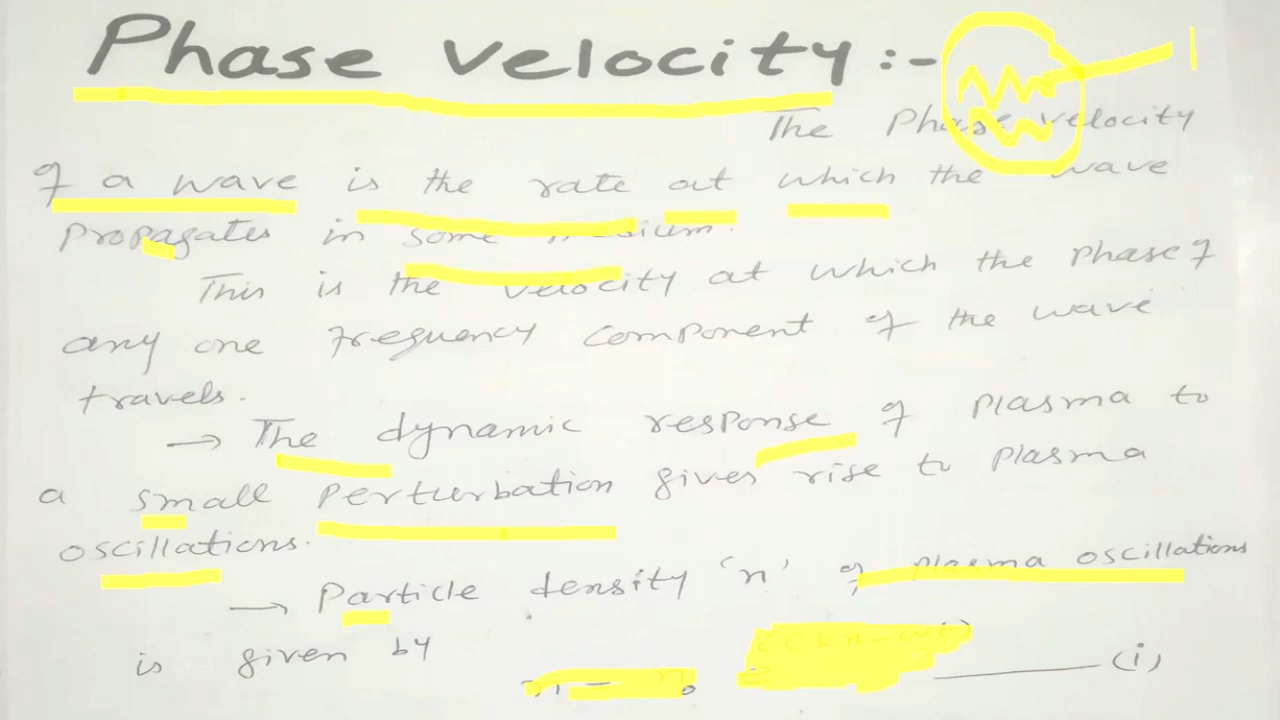 Phase velocity :-
The Phase velocity
of a wave is the rate at which the wave
Propagates in some medium.
This is the velocity at which the phase of
any one frequency component of the wave
travels.
→ The dynamic response of plasma to
a small perturbation gives rise to plasma
oscillations.
→ Particle density 'n' of plasma oscillations
is given by
n = n₀ e (i)